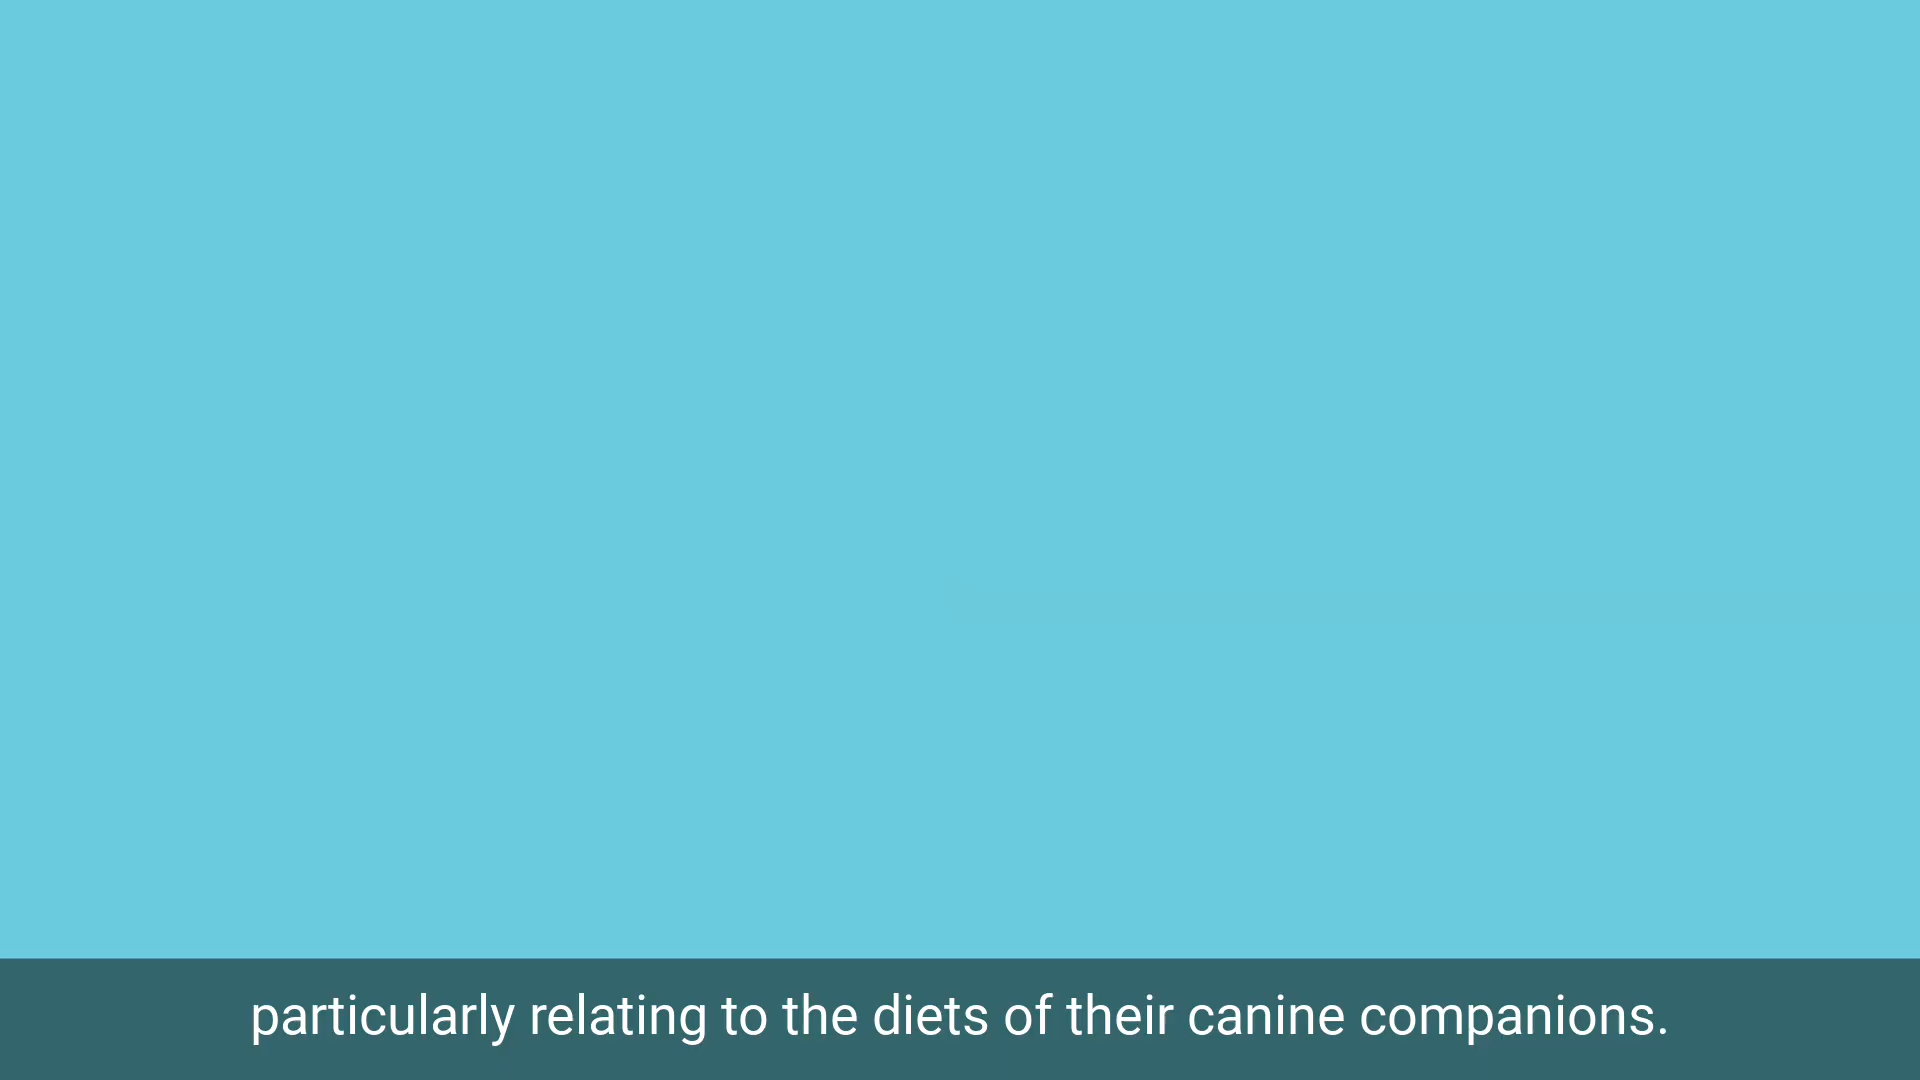 particularly relating to the diets of their canine companions.